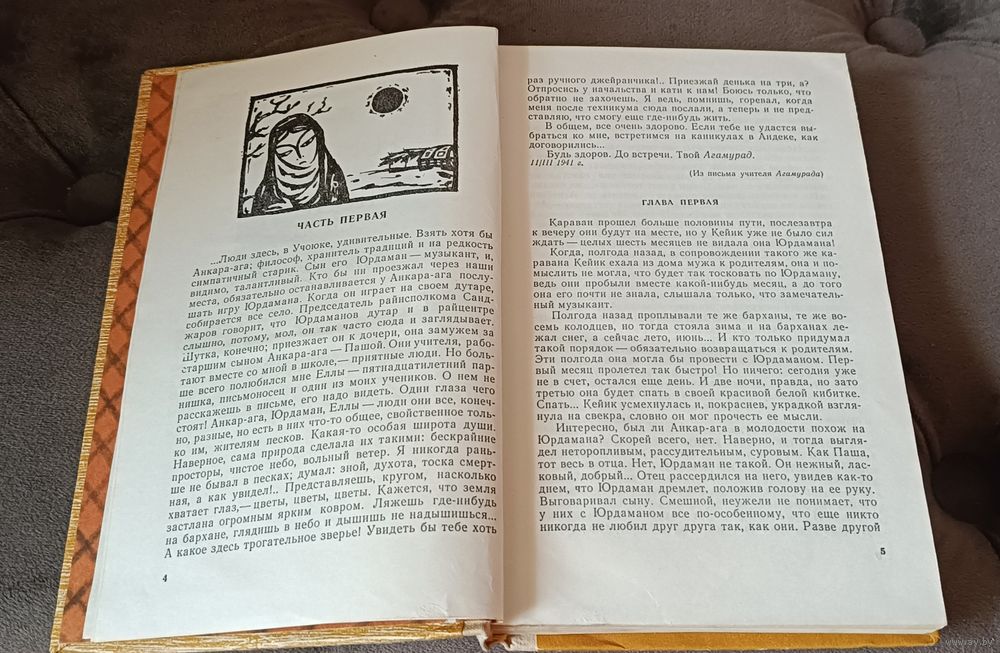 ЧАСТЬ ПЕРВАЯ
...Люди здесь, в Учоюке, удивительные. Взять хотя бы
Анкара-ага; философ, хранитель традиций и на редкость
симпатичный старик. Сын его Юрдаман — музыкант, и,
видимо, талантливый. Кто бы ни проезжал через наши
места, обязательно останавливается у Анкара-ага послу-
шать игру Юрдамана. Когда он играет на своем дутаре,
собирается все село. Председатель райисполкома Санд-
жаров говорит, что Юрдаманов дутар и в райцентре
слышно, потому, мол, он так часто сюда и заглядывает.
Шутка, конечно; приезжает он к дочери, она замужем за
старшим сыном Анкара-ага — Пашой. Они учителя, рабо-
тают вместе со мной в школе,— приятные люди. Но боль-
ше всего полюбился мне Еллы — пятнадцатилетний пар-
нишка, письмоносец и один из моих учеников. О нем не
расскажешь в письме, его надо видеть. Одни глаза чего
стоят! Анкар-ага, Юрдаман, Еллы — люди они все, конеч-
но, разные, но есть в них что-то общее, свойственное толь-
ко им, жителям песков. Какая-то особая широта души.
Наверное, сама природа сделала их такими: бескрайние
просторы, чистое небо, вольный ветер. Я никогда рань-
ше не бывал в песках; думал: зной, духота, тоска смерт-
ная, а как увидел!.. Представляешь, кругом, насколько
хватает глаз,— цветы, цветы, цветы. Кажется, что земля
застлана огромным ярким ковром. Ляжешь где-нибудь
на бархане, глядишь в небо и дышишь не надышишься...
А какое здесь трогательное зверье! Увидеть бы тебе хоть
4
раз ручного джейранчика!.. Приезжай денька на три, а?
Отпросись у начальства и кати к нам! Боюсь только, что
обратно не захочешь. Я ведь, помнишь, горевал, когда
меня после техникума сюда послали, а теперь и не пред-
ставляю, что смогу еще где-нибудь жить.
В общем, все очень здорово. Если тебе не удастся вы-
браться ко мне, встретимся на каникулах в Андеке, как
договорились...
Будь здоров. До встречи. Твой Агамурад.
11/III 1941 г.
(Из письма учителя Агамурада)
ГЛАВА ПЕРВАЯ
Караван прошел больше половины пути, послезавтра
к вечеру они будут на месте, но у Кейик уже не было сил
ждать — целых шесть месяцев не видала она Юрдамана!
Когда, полгода назад, в сопровождении такого же ка-
равана Кейик ехала из дома мужа к родителям, она и по-
мыслить не могла, что будет так тосковать по Юрдаману,
ведь они пробыли вместе какой-нибудь месяц, а до того
она его почти не знала, слышала только, что замечатель-
ный музыкант.
Полгода назад проплывали те же барханы, те же во-
семь колодцев, но тогда стояла зима и на барханах ле-
жал снег, а сейчас лето, июнь... И кто только придумал
такой порядок — обязательно возвращаться к родителям.
Эти полгода она могла бы провести с Юрдаманом. Пер-
вый месяц пролетел так быстро! Но ничего: сегодня уже
не в счет, остался еще день. И две ночи, правда, но зато
третью она будет спать в своей красивой белой кибитке.
Спать... Кейик усмехнулась и, покраснев, украдкой взгля-
нула на свекра, словно он мог прочесть ее мысли.
Интересно, был ли Анкар-ага в молодости похож на
Юрдамана? Скорей всего, нет. Наверно, и тогда выгля-
дел неторопливым, рассудительным, суровым. Как Паша,
тот весь в отца. Нет, Юрдаман не такой. Он нежный, лас-
ковый, добрый... Отец рассердился на него, увидев как-то
днем, что Юрдаман дремлет, положив голову на ее руку.
Выговаривал сыну. Смешной, неужели не понимает, что
у них с Юрдаманом все по-особенному, что еще никто
никогда не любил друг друга так, как они. Разве другой
5
www.ay.by